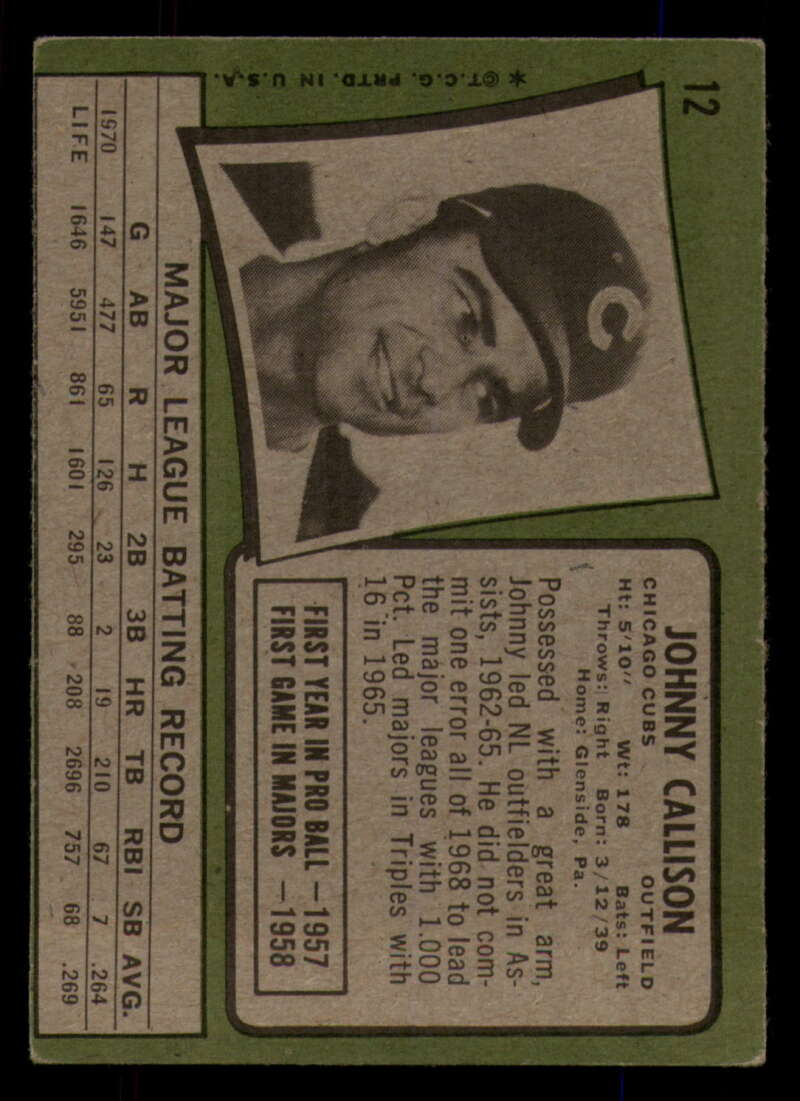 12
* ©T.C.G. PRTD. IN U.S.A.
C
JOHNNY CALLISON
CHICAGO CUBS OUTFIELD
Ht: 5'10" Wt: 178 Bats: Left
Throws: Right Born: 3/12/39
Home: Glenside, Pa.
Possessed with a great arm,
Johnny led NL outfielders in As-
sists, 1962-65. He did not com-
mit one error all of 1968 to lead
the major leagues with 1.000
Pct. Led majors in Triples with
16 in 1965.
FIRST YEAR IN PRO BALL —1957
FIRST GAME IN MAJORS —1958
MAJOR LEAGUE BATTING RECORD
G AB R H 2B 3B HR TB RBI SB AVG.
1970 147 477 65 126 23 2 19 210 67 7 .264
LIFE 1646 5951 861 1601 295 88 208 2696 757 68 .269